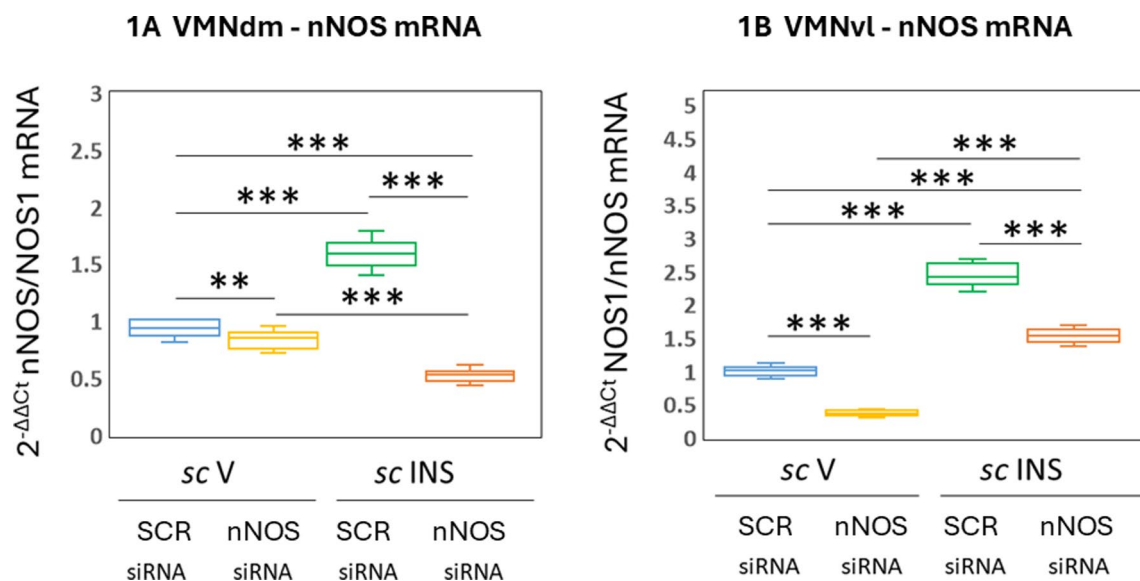 1A VMNdm - nNOS mRNA
2-ΔΔCt nNOS/NOS1 mRNA
3
2.5
2
1.5
1
0.5
0
***
***
***
**
***
sc V
sc INS
SCR
nNOS
SCR
nNOS
siRNA
siRNA
siRNA
siRNA
1B VMNvl - nNOS mRNA
2-ΔΔCt NOS1/nNOS mRNA
5
4.5
4
3.5
3
2.5
2
1.5
1
0.5
0
***
***
***
***
***
sc V
sc INS
SCR
nNOS
SCR
nNOS
siRNA
siRNA
siRNA
siRNA